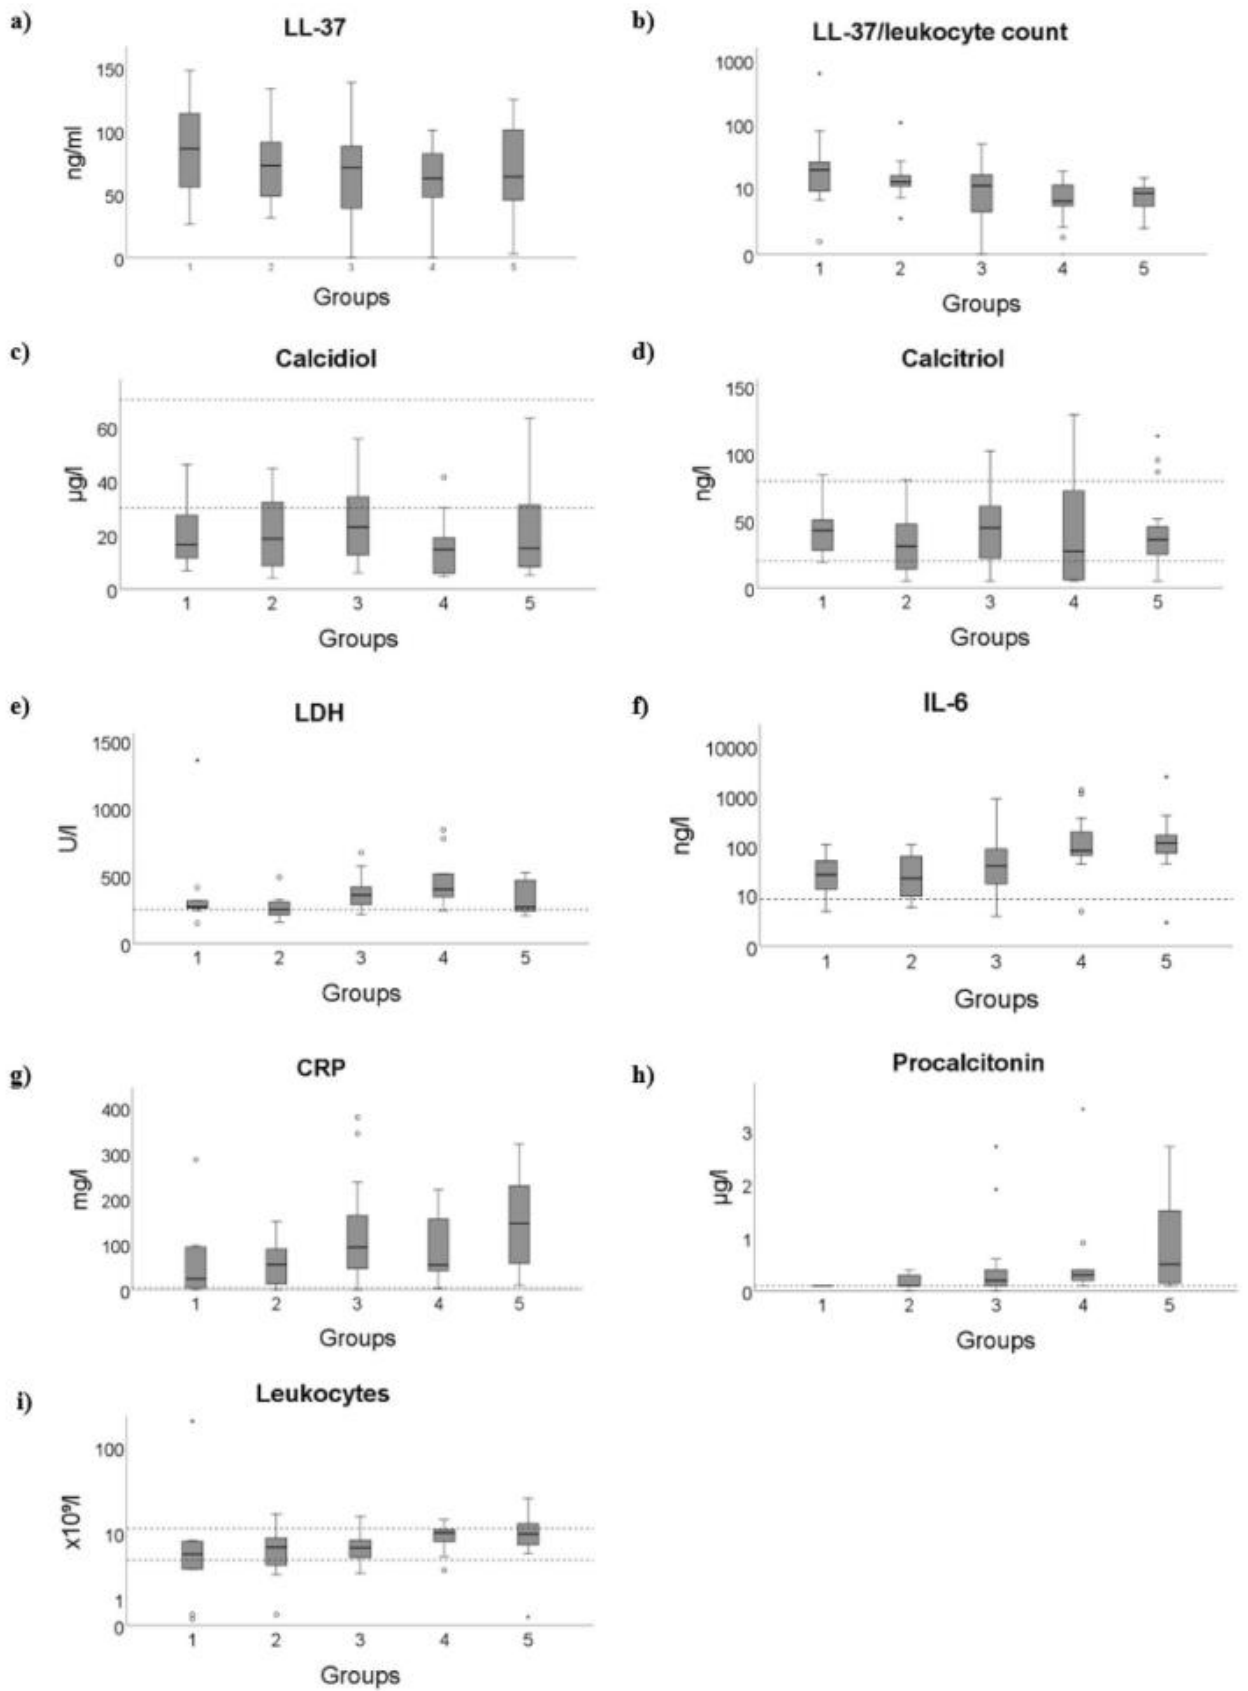 a)
LL-37
150
100
50
0
ng/ml
1 2 3 4 5
Groups
b)
LL-37/leukocyte count
1000
100
10
0
1 2 3 4 5
Groups
c)
Calcidiol
60
40
20
0
µg/l
1 2 3 4 5
Groups
d)
Calcitriol
150
100
50
0
ng/l
1 2 3 4 5
Groups
e)
LDH
1500
1000
500
0
U/l
1 2 3 4 5
Groups
f)
IL-6
10000
1000
100
10
0
ng/l
1 2 3 4 5
Groups
g)
CRP
400
300
200
100
0
mg/l
1 2 3 4 5
Groups
h)
Procalcitonin
3
2
1
0
µg/l
1 2 3 4 5
Groups
i)
Leukocytes
100
10
1
0
x10⁹/l
1 2 3 4 5
Groups